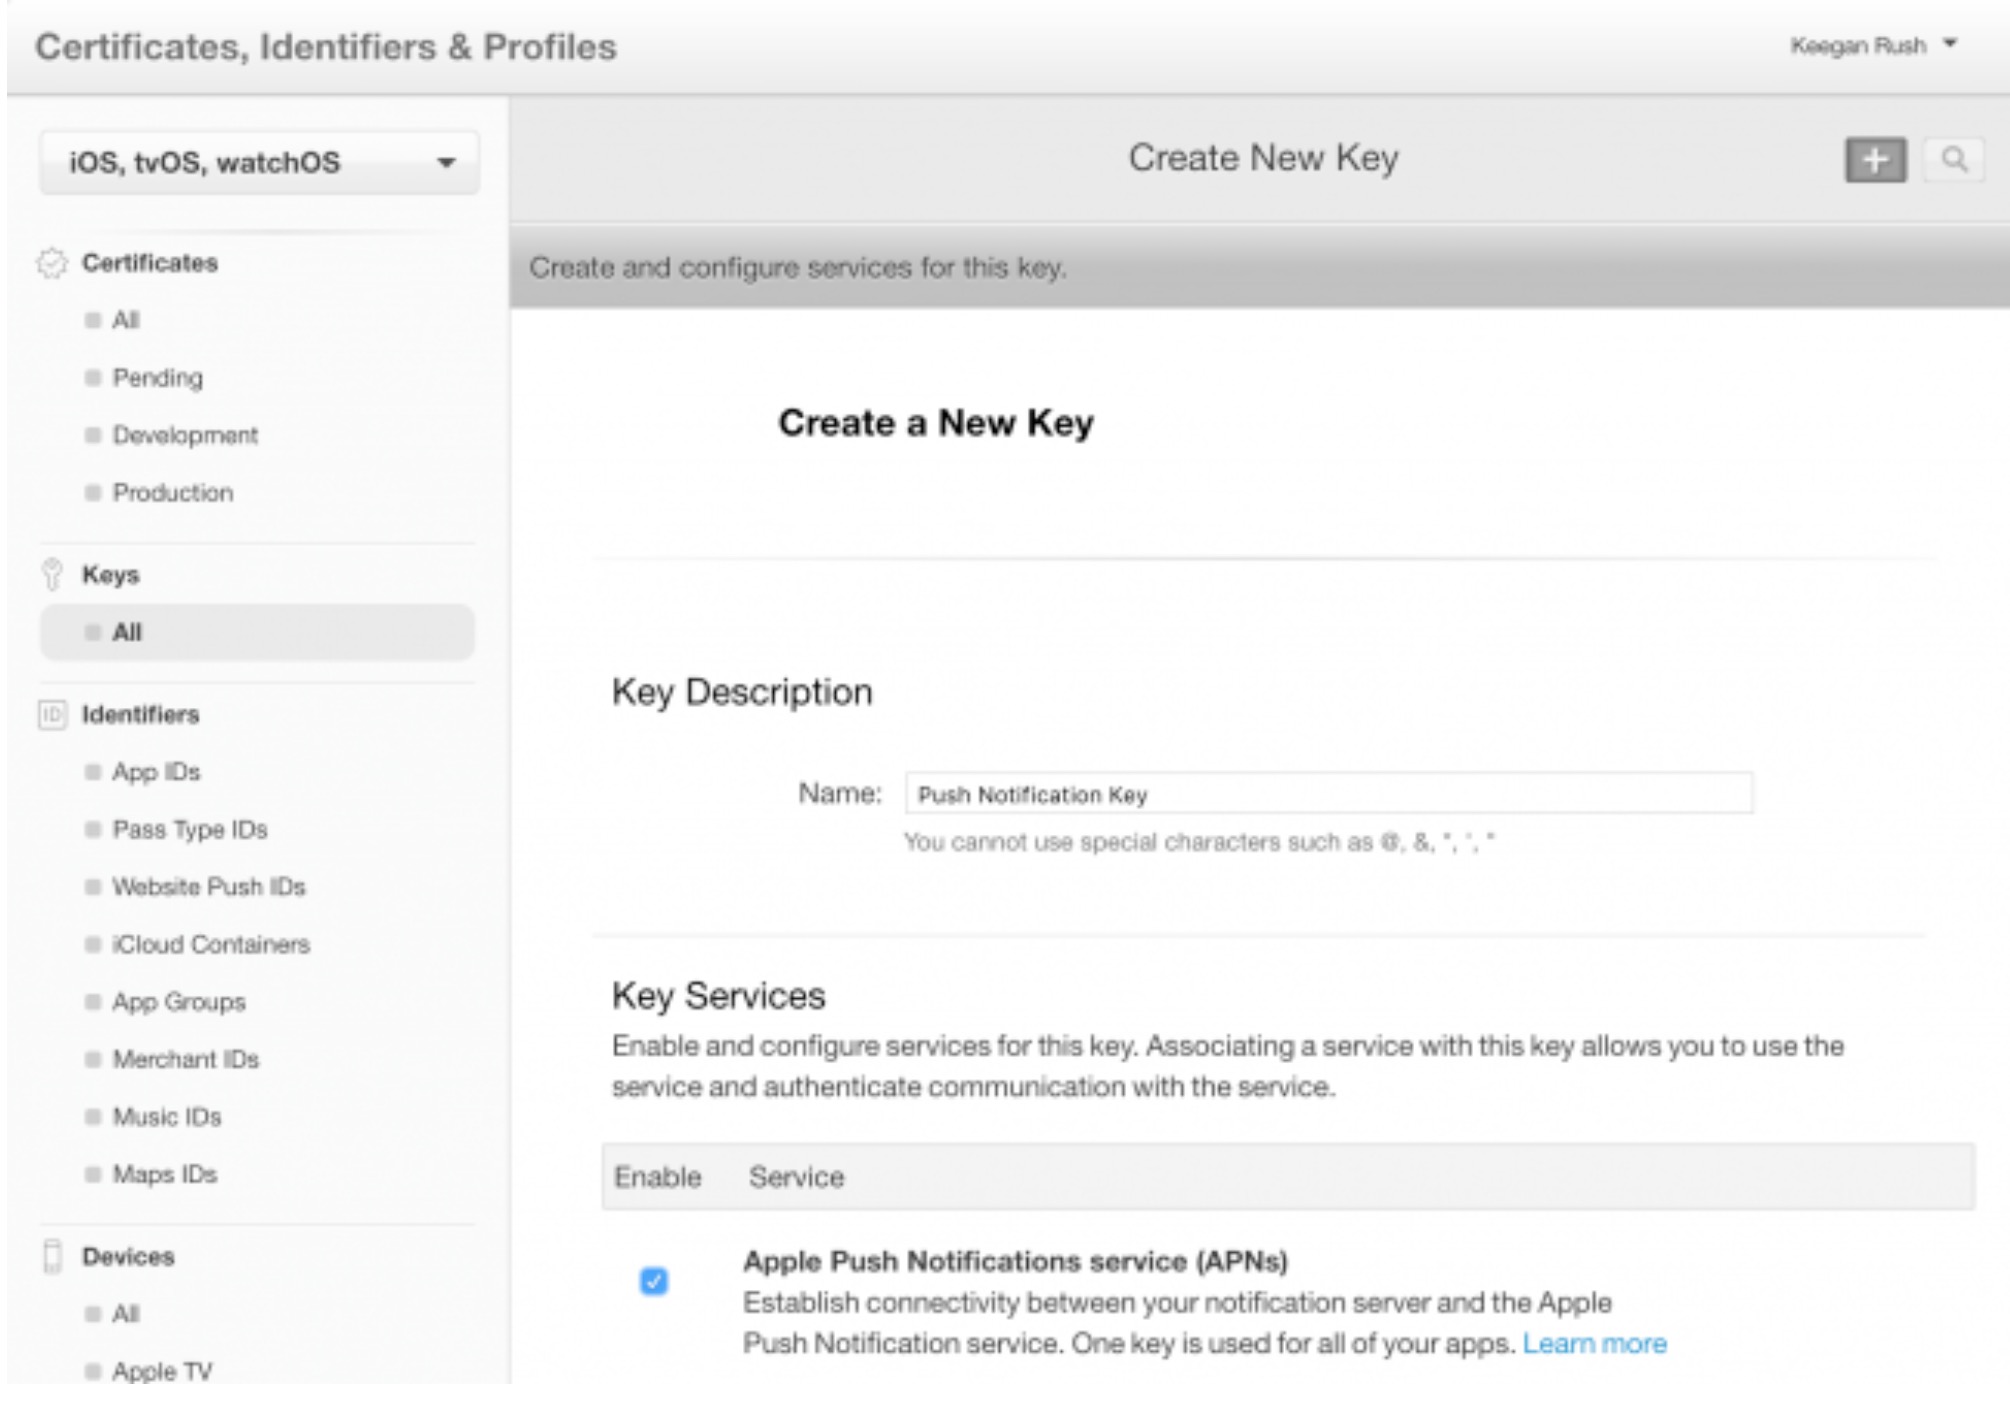 Certificates, Identifiers & Profiles
Keegan Rush
iOS, tvOS, watchOS
Create New Key
Certificates
All
Pending
Development
Production
Keys
All
Identifiers
App IDs
Pass Type IDs
Website Push IDs
iCloud Containers
App Groups
Merchant IDs
Music IDs
Maps IDs
Devices
All
Apple TV
Create and configure services for this key.
Create a New Key
Key Description
Name: Push Notification Key
You cannot use special characters such as @, &,
Key Services
Enable and configure services for this key. Associating a service with this key allows you to use the
service and authenticate communication with the service.
Enable Service
Apple Push Notifications service (APNs)
Establish connectivity between your notification server and the Apple
Push Notification service. One key is used for all of your apps. Learn more